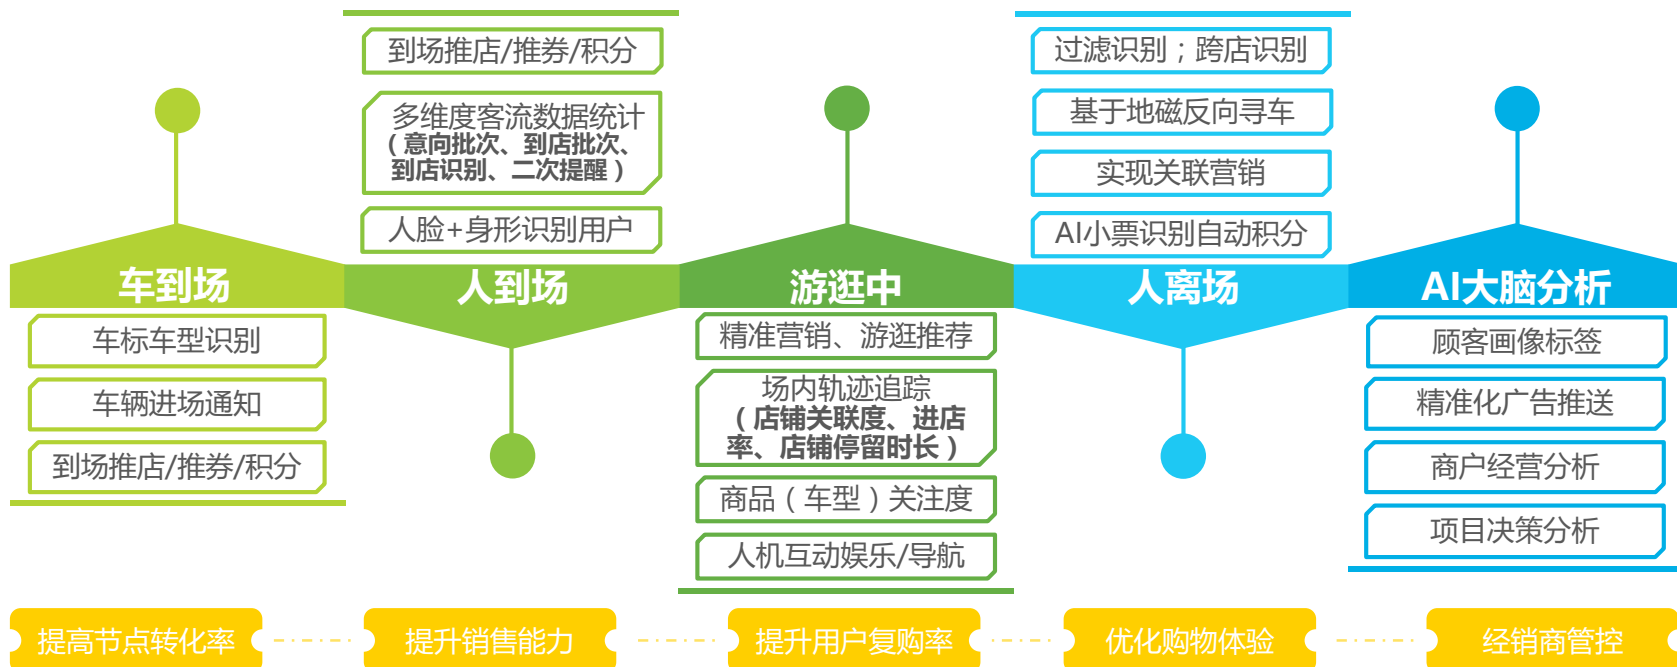 车到场
车标车型识别
车辆进场通知
到场推店/推券/积分
到场推店/推券/积分
多维度客流数据统计
（意向批次、到店批次、
到店识别、二次提醒）
人脸+身形识别用户
人到场
游逛中
精准营销、游逛推荐
场内轨迹追踪
（店铺关联度、进店
率、店铺停留时长）
商品（车型）关注度
人机互动娱乐/导航
过滤识别；跨店识别
基于地磁反向寻车
实现关联营销
AI小票识别自动积分
人离场
AI大脑分析
顾客画像标签
精准化广告推送
商户经营分析
项目决策分析
提高节点转化率
提升销售能力
提升用户复购率
优化购物体验
经销商管控